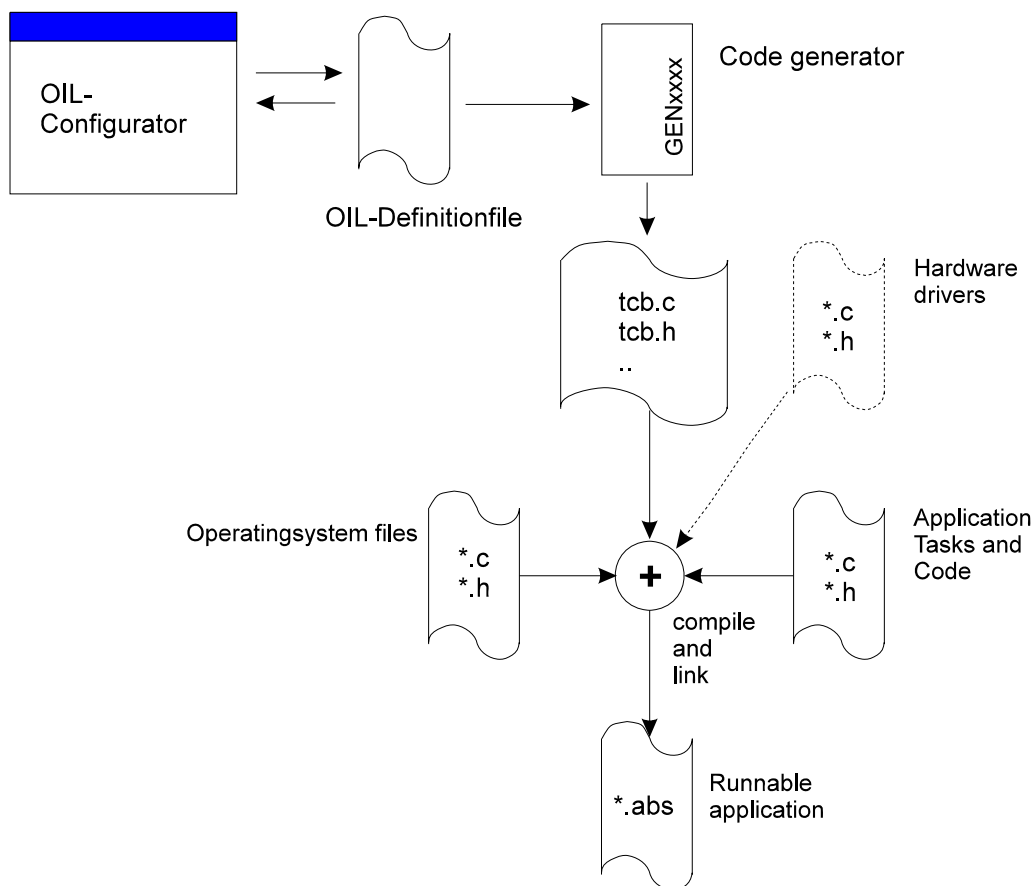 OIL-
Configurator
OIL-Definitionfile
GENxxxx
Code generator
tcb.c
tcb.h
..
*.c
*.h
Hardware
drivers
Operatingsystem files
*.c
*.h
+
compile
and
link
*.c
*.h
Application
Tasks and
Code
*.abs
Runnable
application